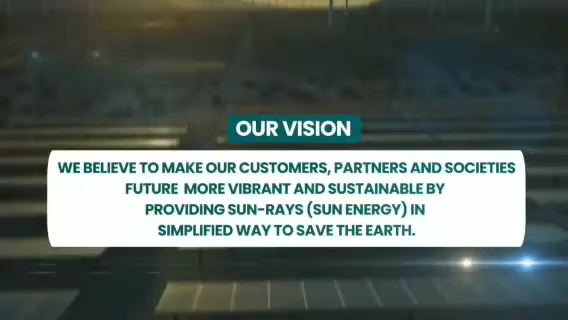 OUR VISION
WE BELIEVE TO MAKE OUR CUSTOMERS, PARTNERS AND SOCIETIES
FUTURE MORE VIBRANT AND SUSTAINABLE BY
PROVIDING SUN-RAYS (SUN ENERGY) IN
SIMPLIFIED WAY TO SAVE THE EARTH.